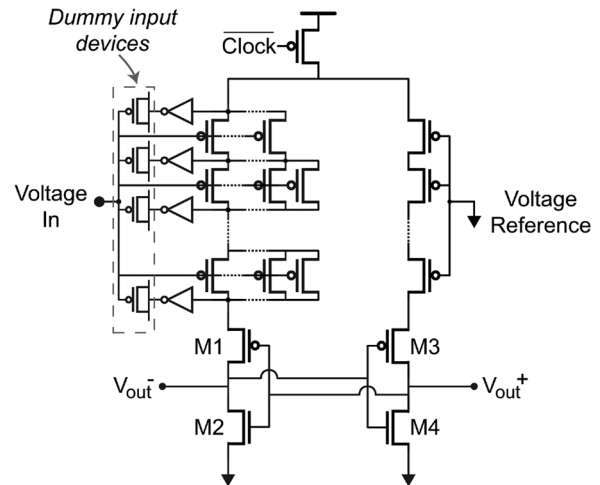 Dummy input
devices
Clock
Voltage
In
Voltage
Reference
M1
M3
Vout-
Vout+
M2
M4